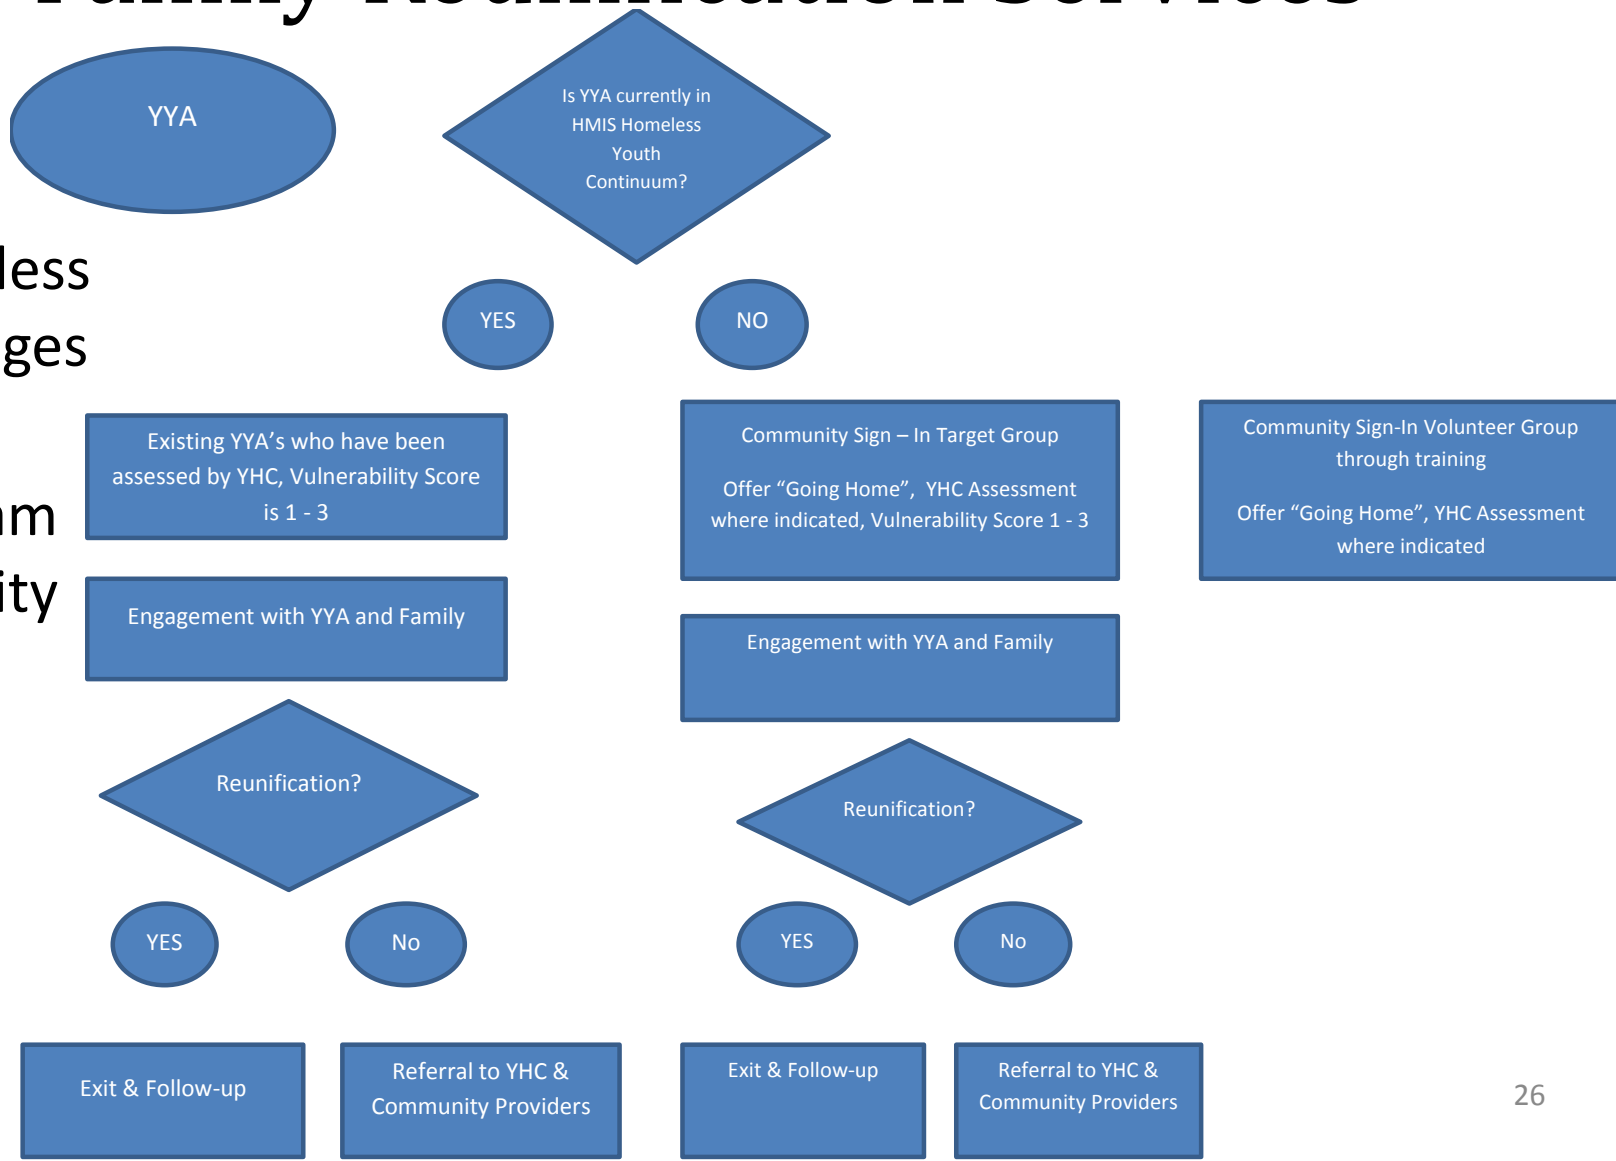 Family Reunification Services
YYA
Is YYA currently in
HMIS Homeless
Youth
Continuum?
less
ges
am
ity
YES
NO
Existing YYA’s who have been
assessed by YHC, Vulnerability Score
is 1 - 3
Community Sign – In Target Group
Offer “Going Home”, YHC Assessment
where indicated, Vulnerability Score 1 - 3
Community Sign-In Volunteer Group
through training
Offer “Going Home”, YHC Assessment
where indicated
Engagement with YYA and Family
Engagement with YYA and Family
Reunification?
Reunification?
YES
No
YES
No
Exit & Follow-up
Referral to YHC &
Community Providers
Exit & Follow-up
Referral to YHC &
Community Providers
26